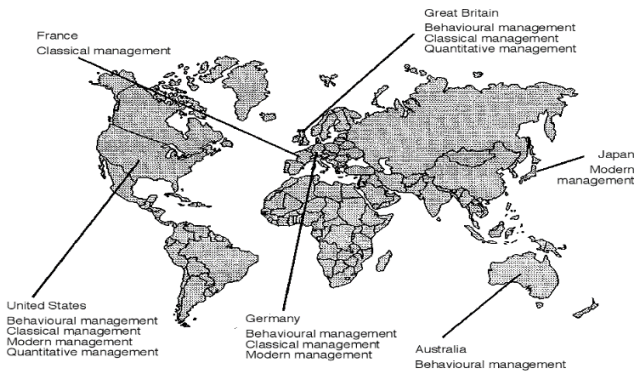 Great Britain
Behavioural management
Classical management
Quantitative management
France
Classical management
Japan
Modern
management
United States
Behavioural management
Classical management
Modern management
Quantitative management
Germany
Behavioural management
Classical management
Modern management
Australia
Behavioural management